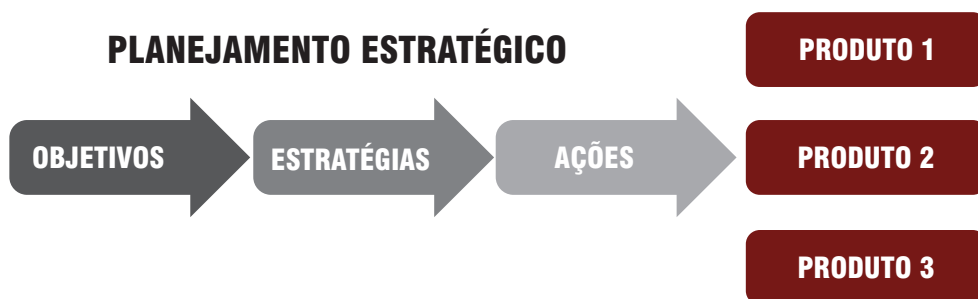 PLANEJAMENTO ESTRATÉGICO
OBJETIVOS
ESTRATÉGIAS
AÇÕES
PRODUTO 1
PRODUTO 2
PRODUTO 3